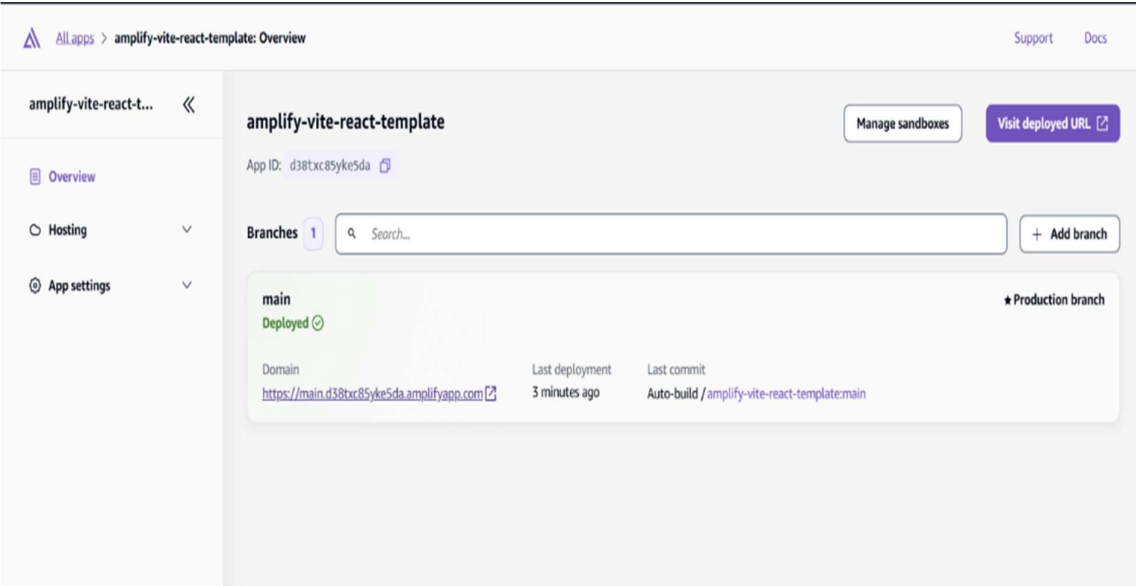 All apps > amplify-vite-react-template: Overview
Support Docs
amplify-vite-react-t...
Overview
Hosting
App settings
amplify-vite-react-template
Manage sandboxes
Visit deployed URL
App ID: d38txc85yke5da
Branches 1
Search...
+ Add branch
main
★ Production branch
Deployed
Domain
https://main.d38txc85yke5da.amplifyapp.com
Last deployment
3 minutes ago
Last commit
Auto-build / amplify-vite-react-template:main